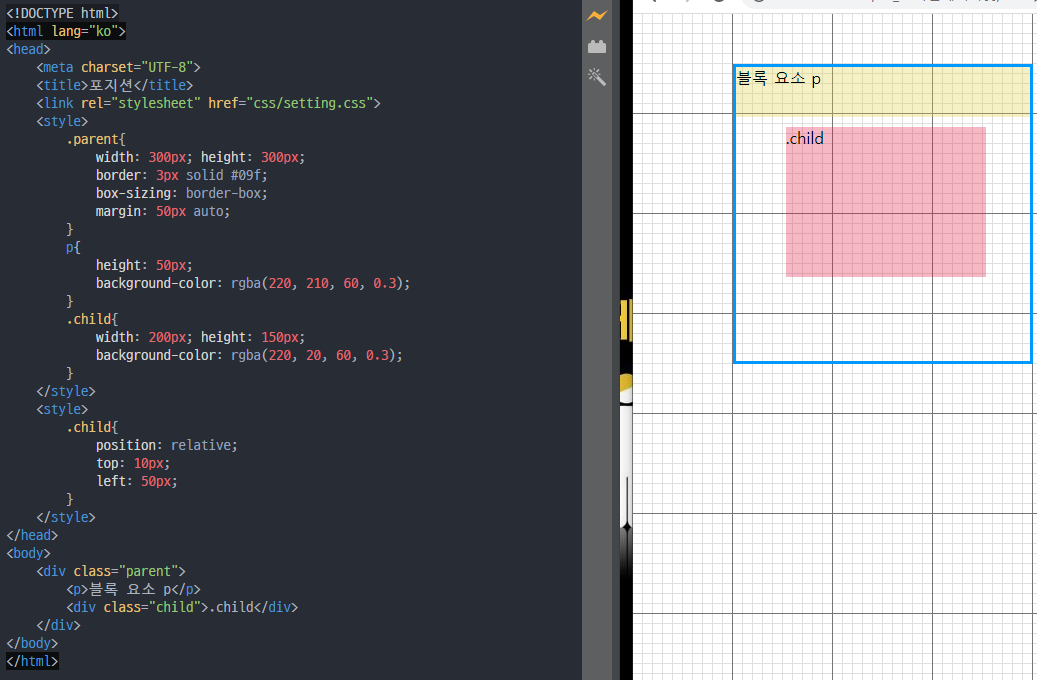 <!DOCTYPE html>
<html lang="ko">
<head>
    <meta charset="UTF-8">
    <title>포지션</title>
    <link rel="stylesheet" href="css/setting.css">
    <style>
        .parent{
            width: 300px; height: 300px;
            border: 3px solid #09f;
            box-sizing: border-box;
            margin: 50px auto;
        }
        p{
            height: 50px;
            background-color: rgba(220, 210, 60, 0.3);
        }
        .child{
            width: 200px; height: 150px;
            background-color: rgba(220, 20, 60, 0.3);
        }
    </style>
    <style>
        .child{
            position: relative;
            top: 10px;
            left: 50px;
        }
    </style>
</head>
<body>
    <div class="parent">
        <p>블록 요소 p</p>
        <div class="child">.child</div>
    </div>
</body>
</html>
블록 요소 p
.child